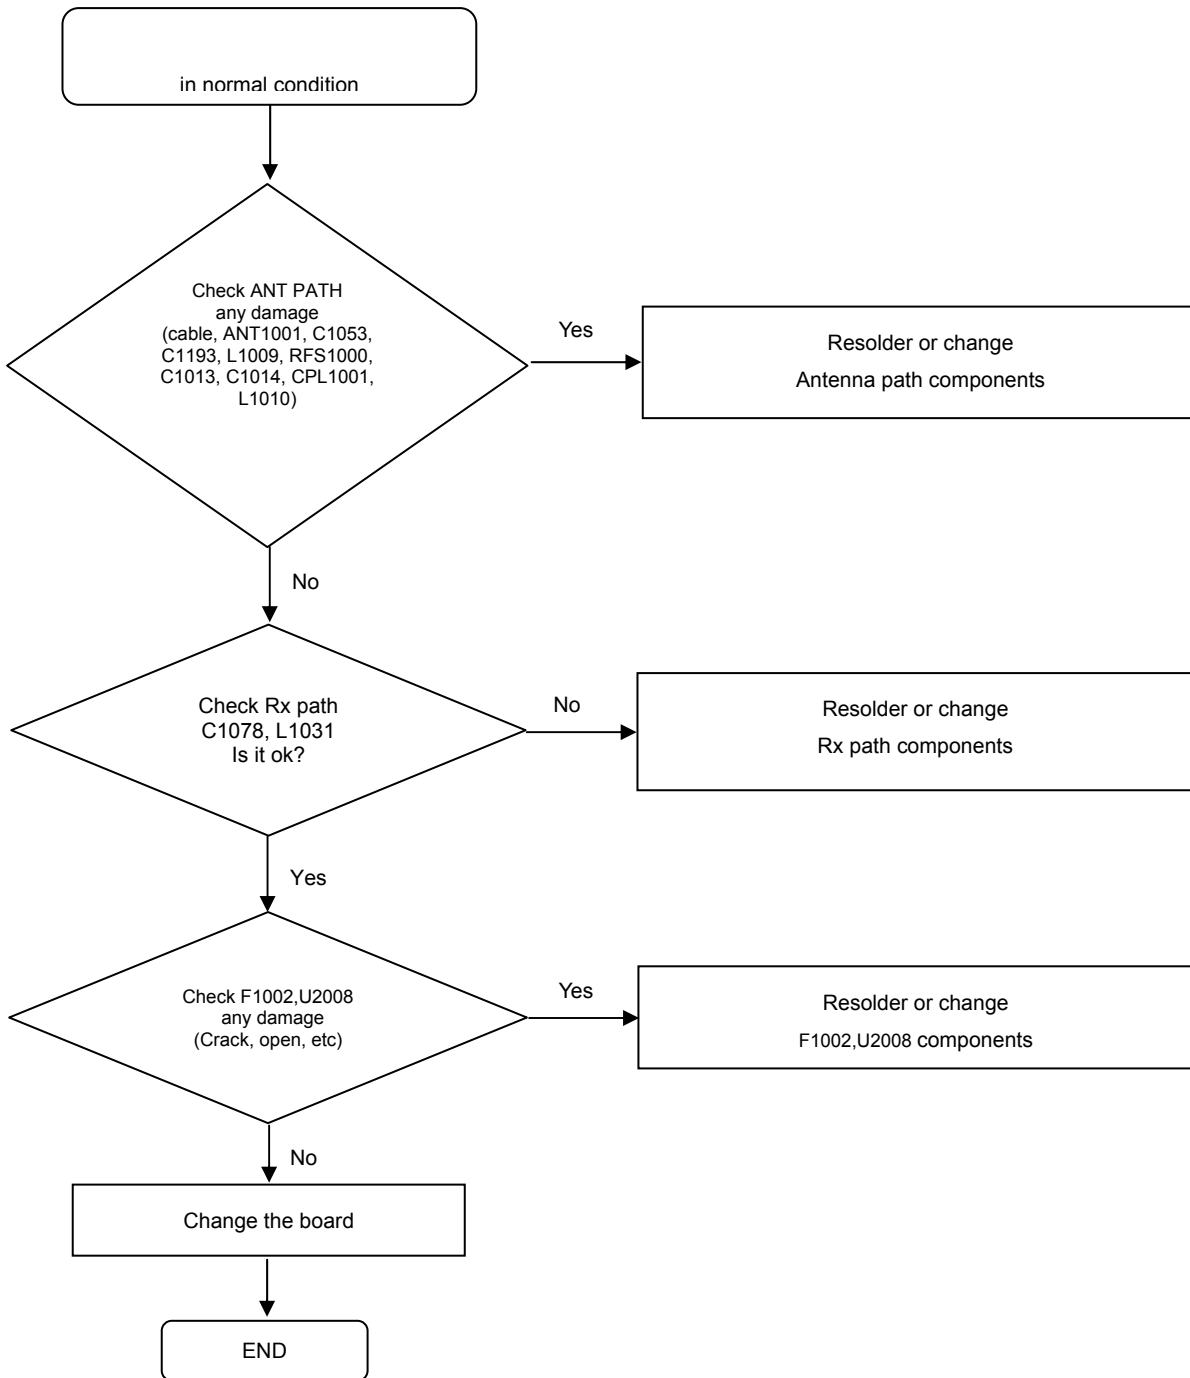 in normal condition
Check ANT PATH
any damage
(cable, ANT1001, C1053,
C1193, L1009, RFS1000,
C1013, C1014, CPL1001,
L1010)
Yes
Resolder or change
Antenna path components
No
Check Rx path
C1078, L1031
Is it ok?
No
Resolder or change
Rx path components
Yes
Check F1002,U2008
any damage
(Crack, open, etc)
Yes
Resolder or change
F1002,U2008 components
No
Change the board
END